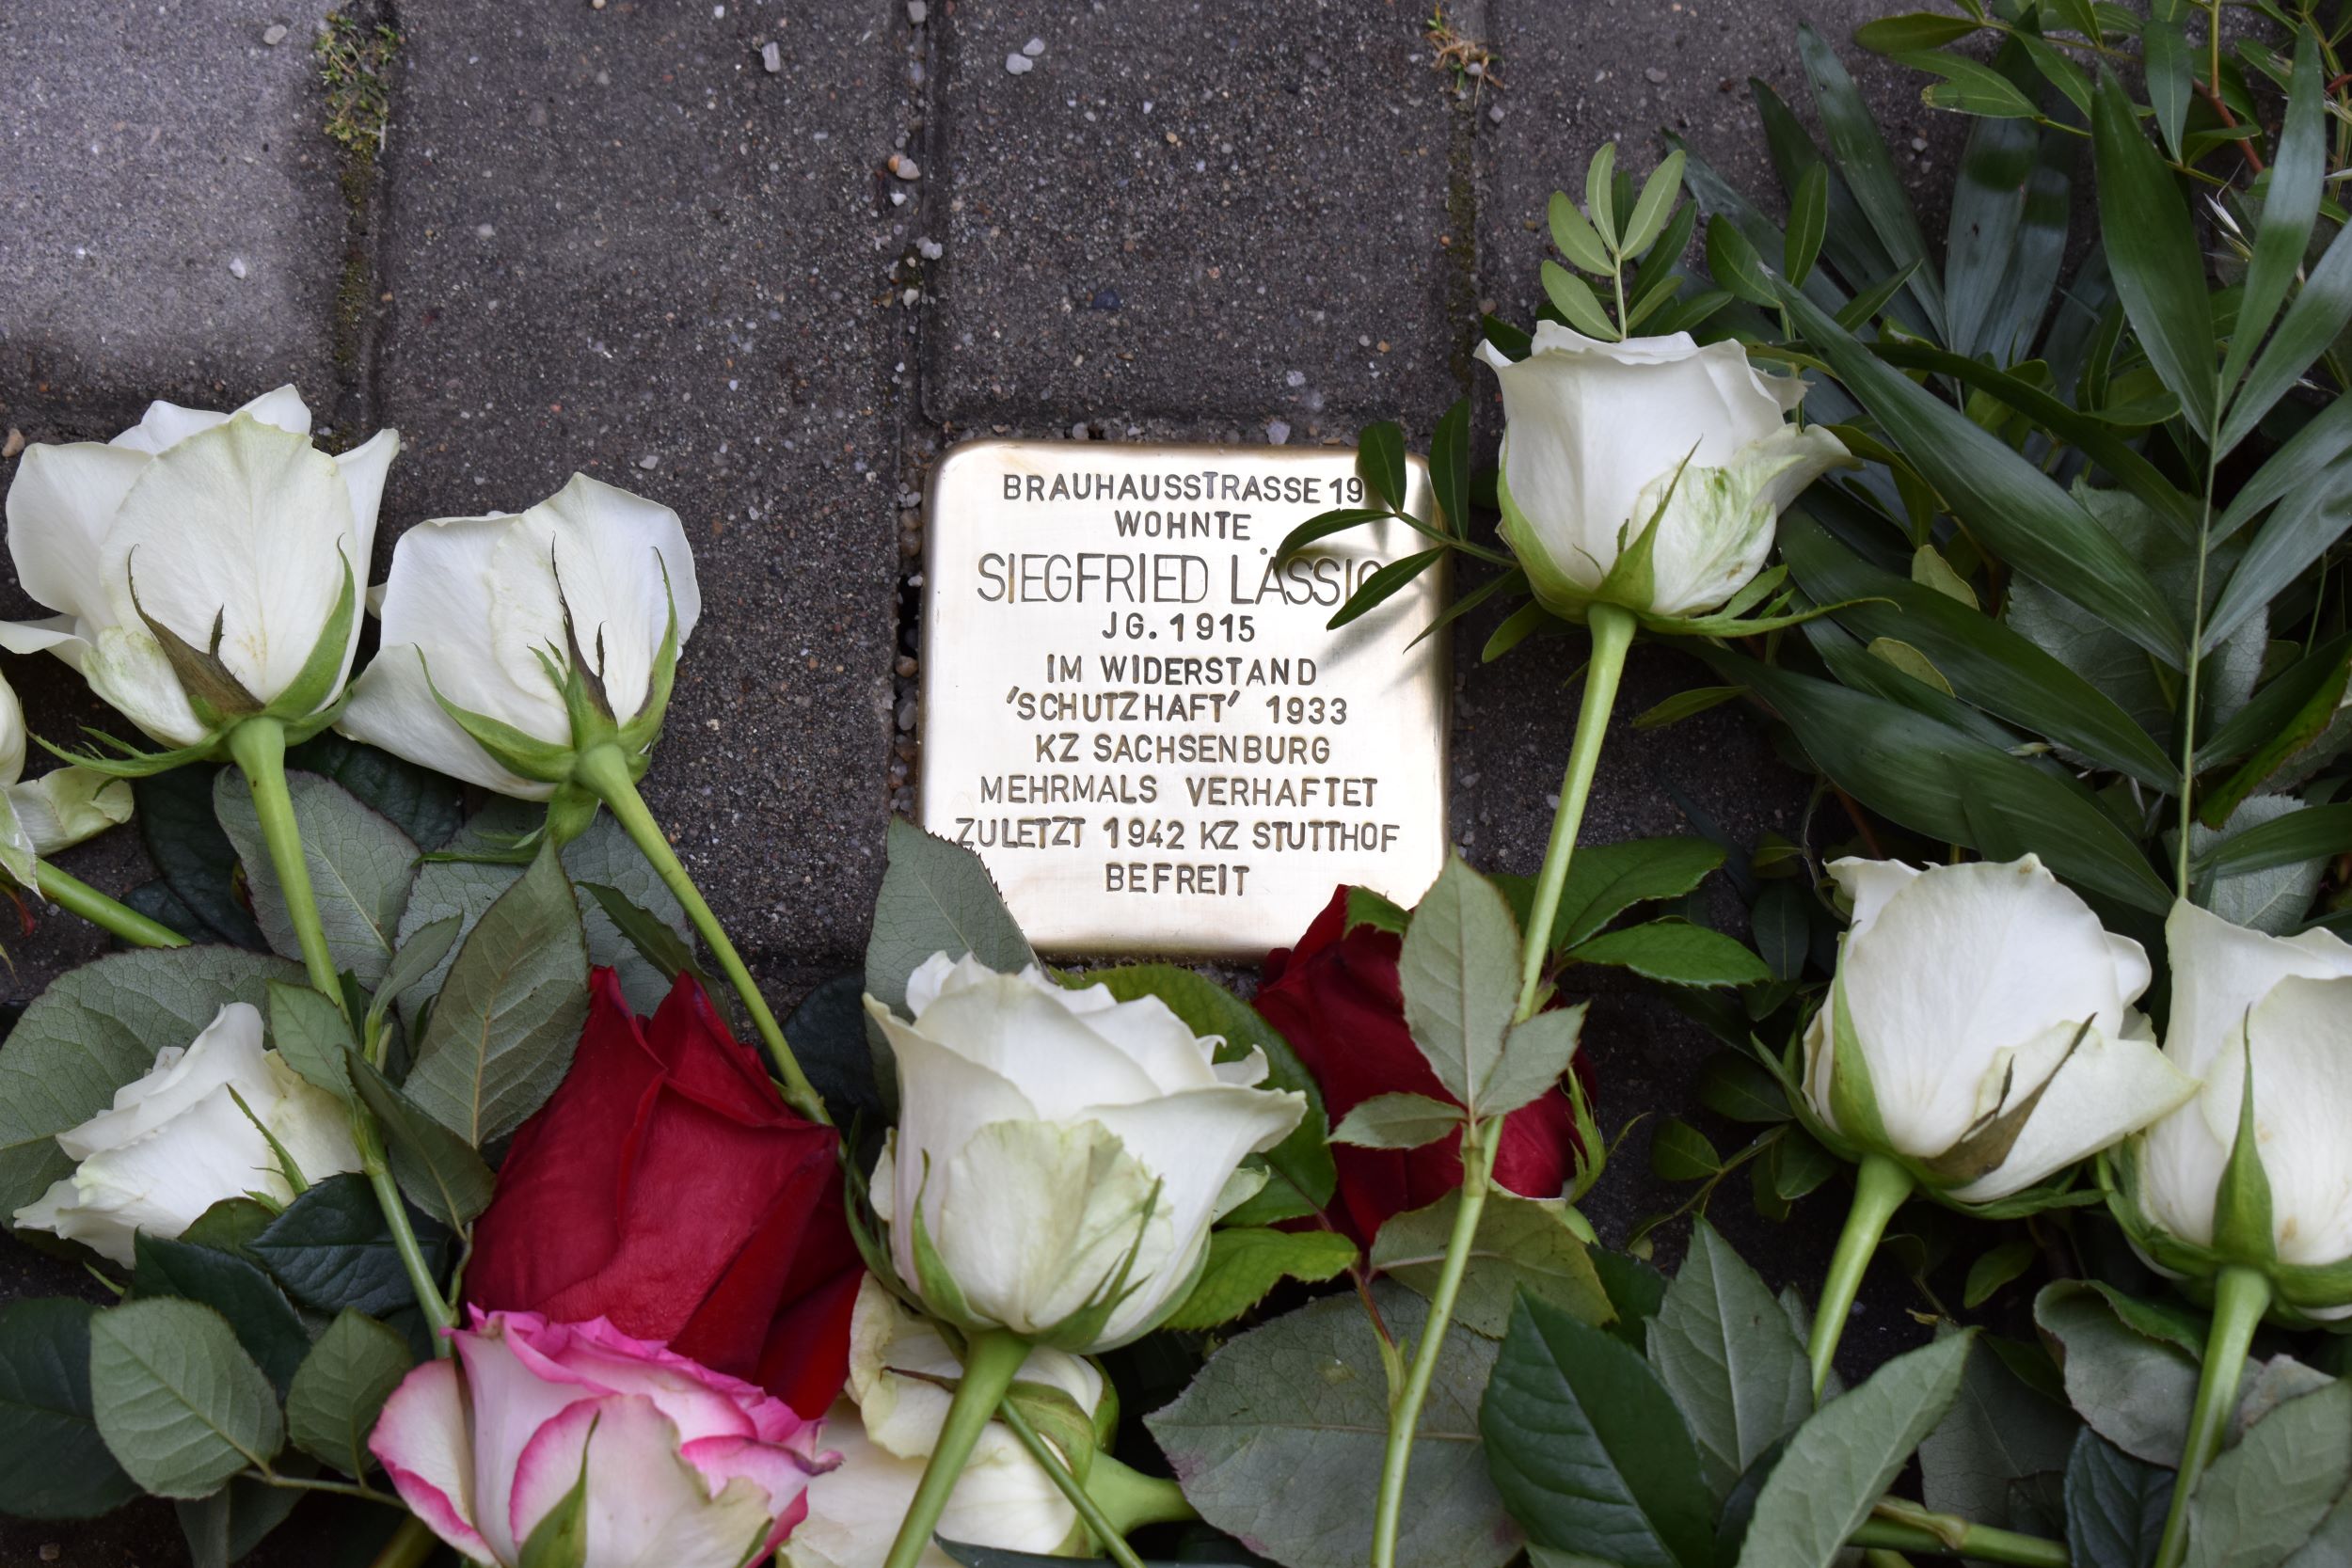 BRAUHAUSSTRASSE 19
WOHNTE
SIEGFRIED LÄSSIG
JG. 1915
IM WIDERSTAND
'SCHUTZHAFT' 1933
KZ SACHSENBURG
MEHRMALS VERHAFTET
ZULETZT 1942 KZ STUTTHOF
BEFREIT